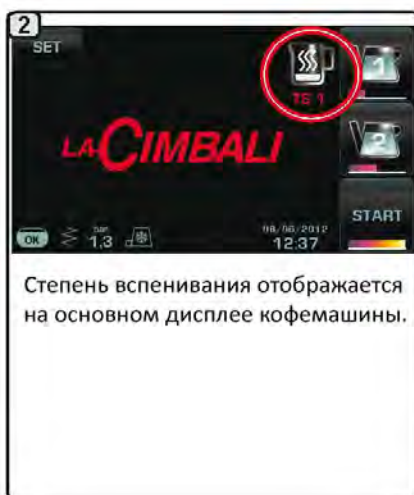 2
SET
TS 1
1
LA CIMBALI
2
START
OK
bar
1,3
08/06/2012
12:37
Степень вспенивания отображается
на основном дисплее кофемашины.